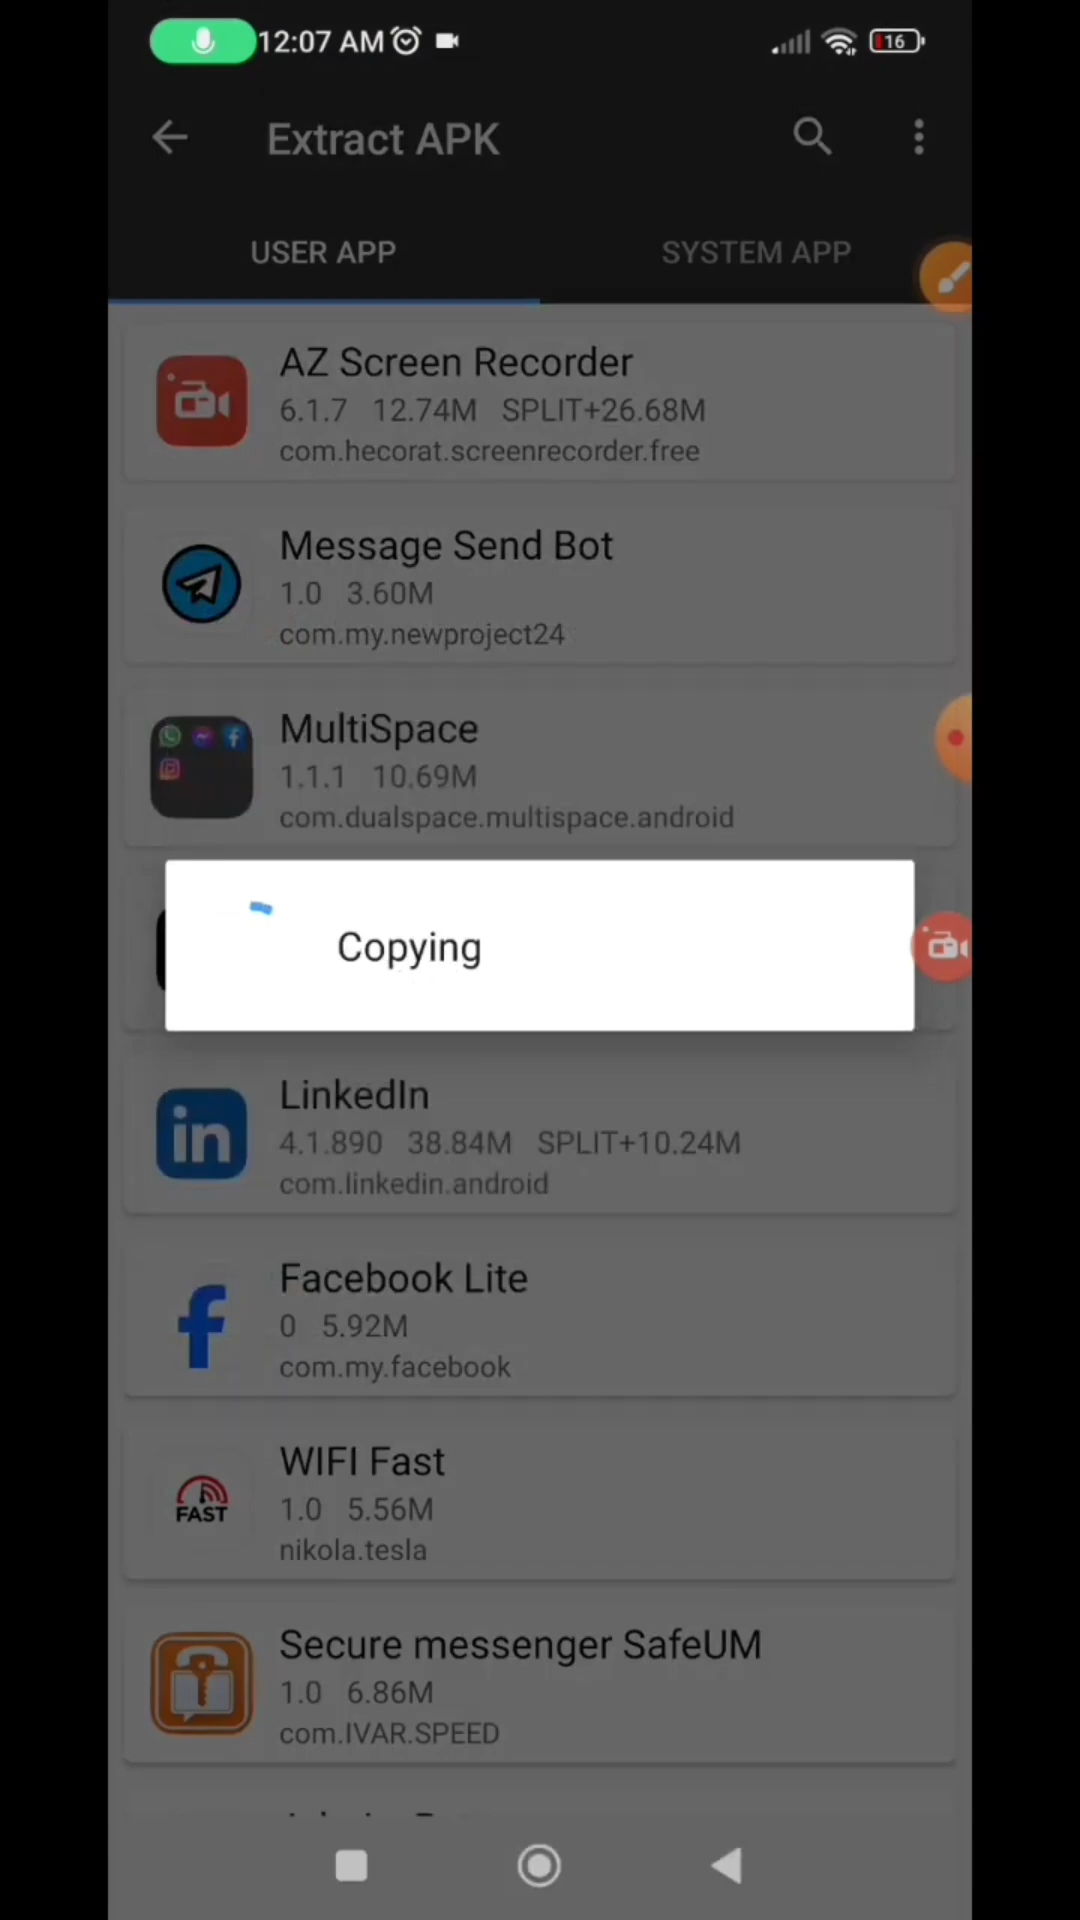 12:07 AM
16
Extract APK
USER APP
SYSTEM APP
AZ Screen Recorder
6.1.7 12.74M SPLIT+26.68M
com.hecorat.screenrecorder.free
Message Send Bot
1.0 3.60M
com.my.newproject24
MultiSpace
1.1.1 10.69M
com.dualspace.multispace.android
Copying
in
LinkedIn
4.1.890 38.84M SPLIT+10.24M
com.linkedin.android
Facebook Lite
0 5.92M
com.my.facebook
FAST
WIFI Fast
1.0 5.56M
nikola.tesla
Secure messenger SafeUM
1.0 6.86M
com.IVAR.SPEED